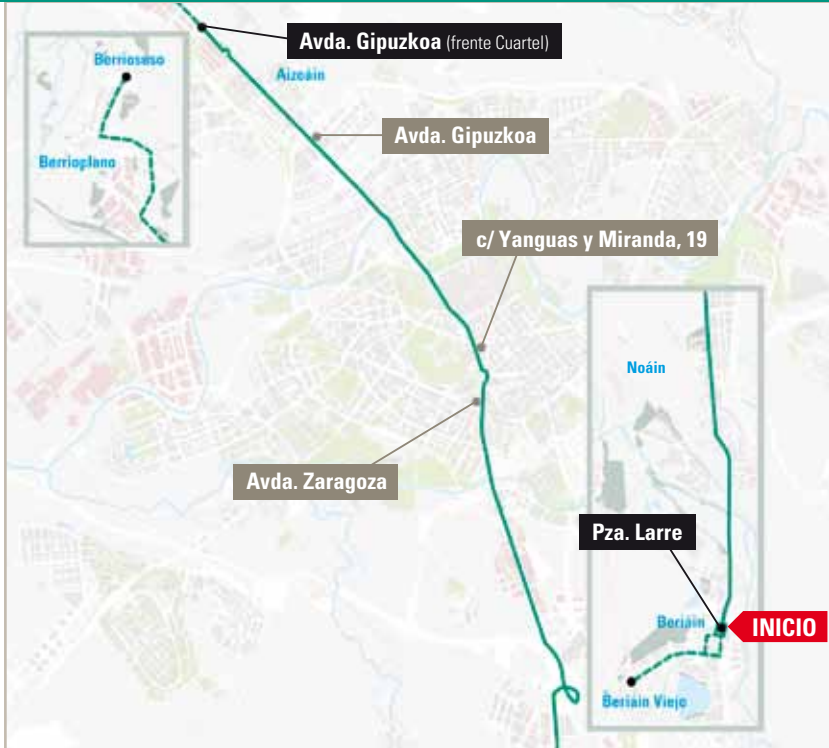 Avda. Gipuzkoa (frente Cuartel)
Berriosuso
Aizoáin
Avda. Gipuzkoa
Berrioplano
c/ Yanguas y Miranda, 19
Noáin
Avda. Zaragoza
Pza. Larre
Beriáin
INICIO
Beriáin Viejo